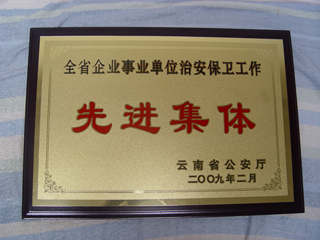 全省企业事业单位治安保卫工作
先进集体
云南省公安厅
二〇〇九年二月